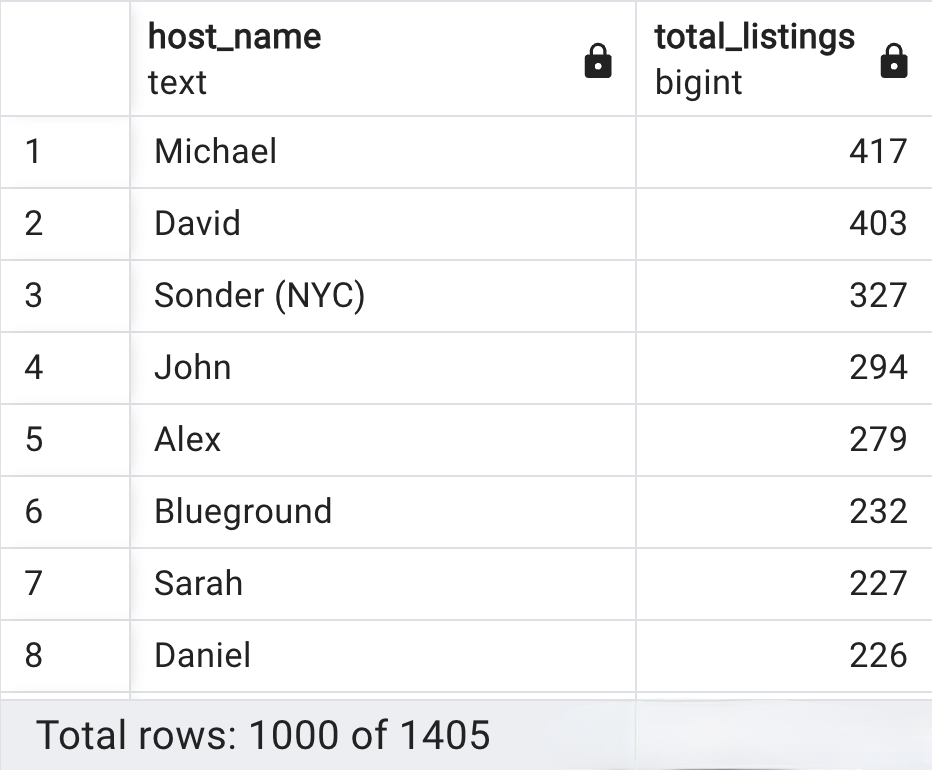 host_name total_listings
text bigint
1 Michael 417
2 David 403
3 Sonder (NYC) 327
4 John 294
5 Alex 279
6 Blueground 232
7 Sarah 227
8 Daniel 226
Total rows: 1000 of 1405